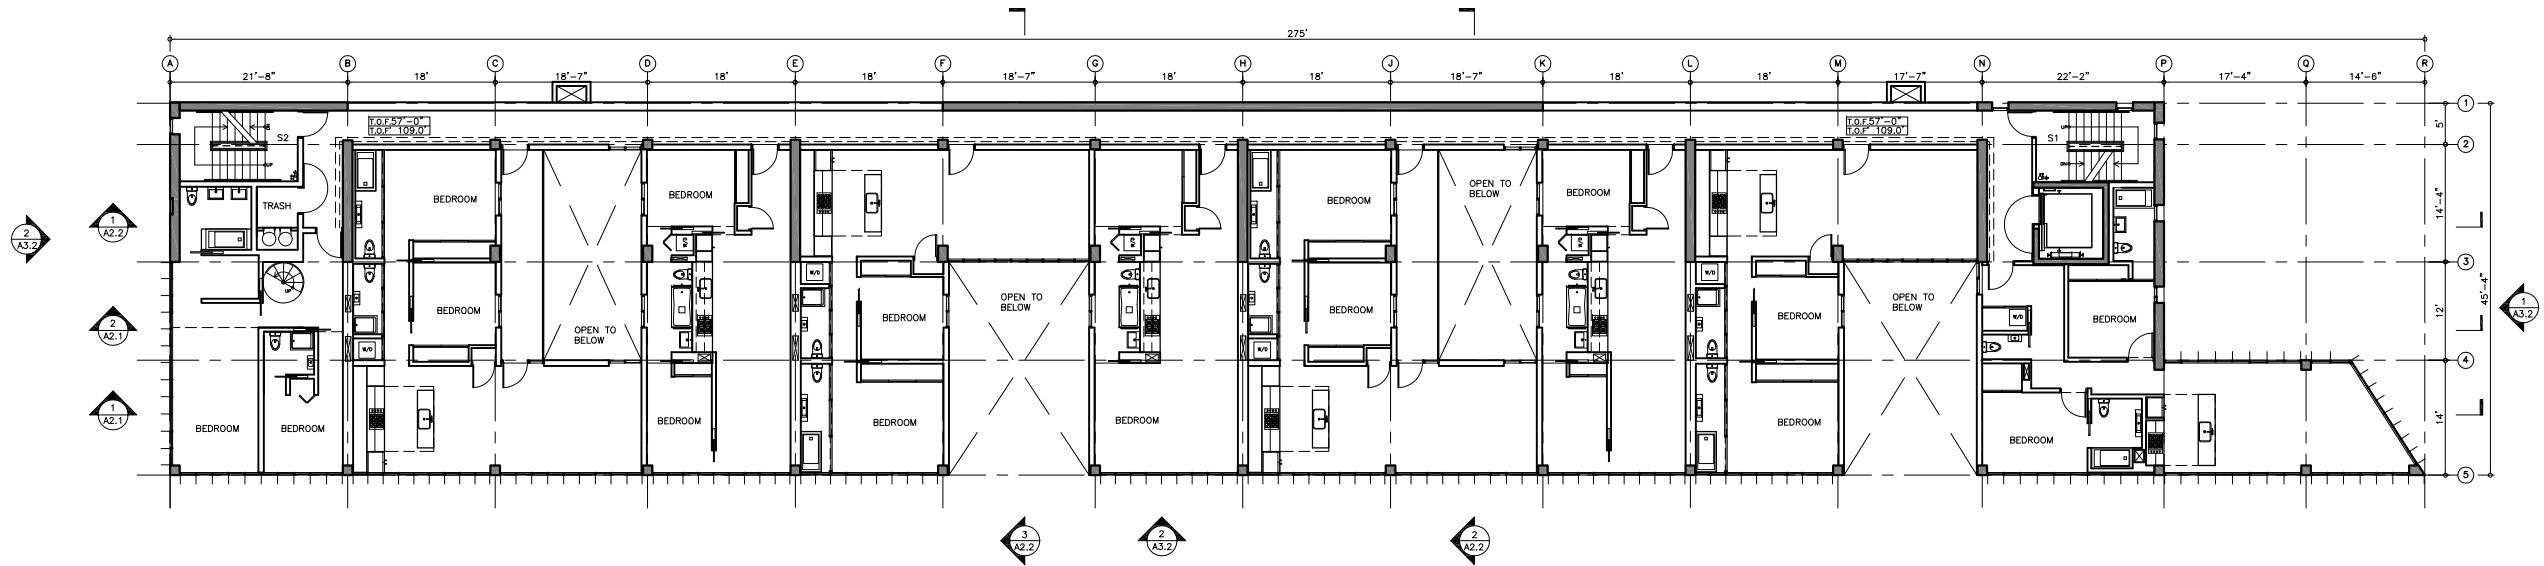 275'
A B C D E F G H J K L M N P Q R
21'-8" 18' 18'-7" 18' 18' 18'-7" 18' 18' 18'-7" 18' 18' 17'-7" 22'-2" 17'-4" 14'-6"
1
T.O.F.57'-0"
T.O.F' 109.0'
T.O.F.57'-0"
T.O.F' 109.0'
5'
DN
S2
UP
UP
S1
DN
2
BEDROOM
BEDROOM
BEDROOM
OPEN TO
BELOW
BEDROOM
TRASH
14'-4"
2
A3.2
1
A2.2
W/D
W/D
W/D
3
UP
W/D
W/D
BEDROOM
BEDROOM
OPEN TO
BELOW
BEDROOM
BEDROOM
OPEN TO
BELOW
W/D
BEDROOM
12'
45'-4"
1
A3.2
2
A2.1
OPEN TO
BELOW
W/D
W/D
4
1
A2.1
BEDROOM
BEDROOM
BEDROOM
BEDROOM
BEDROOM
BEDROOM
BEDROOM
BEDROOM
14'
5
3
A2.2
2
A3.2
2
A2.2